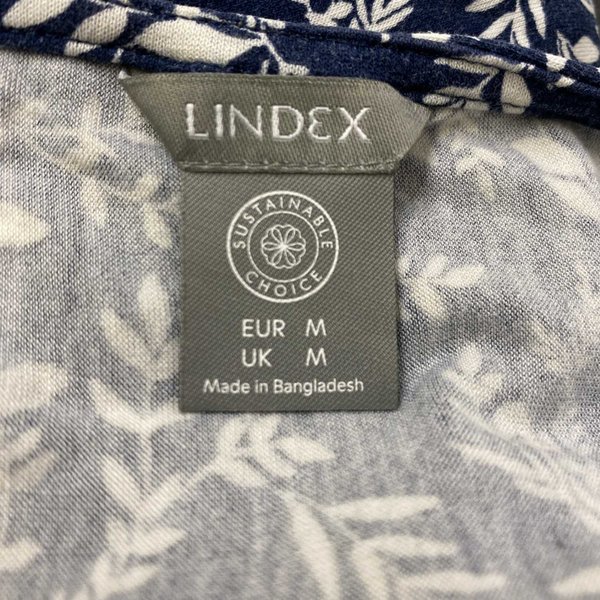 LINDEX
SUSTAINABLE
CHOICE
EUR M
UK M
Made in Bangladesh